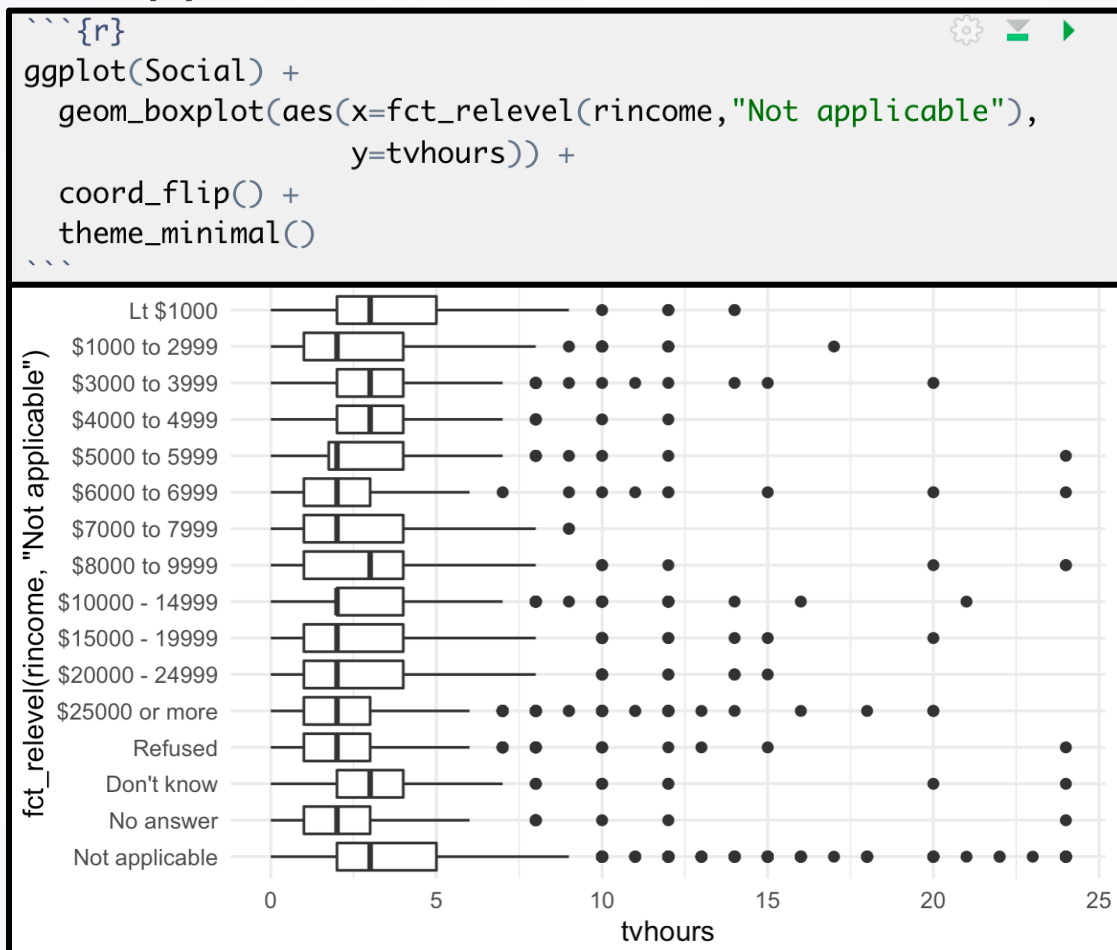 ```{r}
ggplot(Social) +
  geom_boxplot(aes(x=fct_relevel(rincome,"Not applicable"),
                   y=tvhours)) +
  coord_flip() +
  theme_minimal()
```
fct_relevel(rincome, "Not applicable")
Lt $1000
$1000 to 2999
$3000 to 3999
$4000 to 4999
$5000 to 5999
$6000 to 6999
$7000 to 7999
$8000 to 9999
$10000 - 14999
$15000 - 19999
$20000 - 24999
$25000 or more
Refused
Don't know
No answer
Not applicable
0 5 10 15 20 25
tvhours